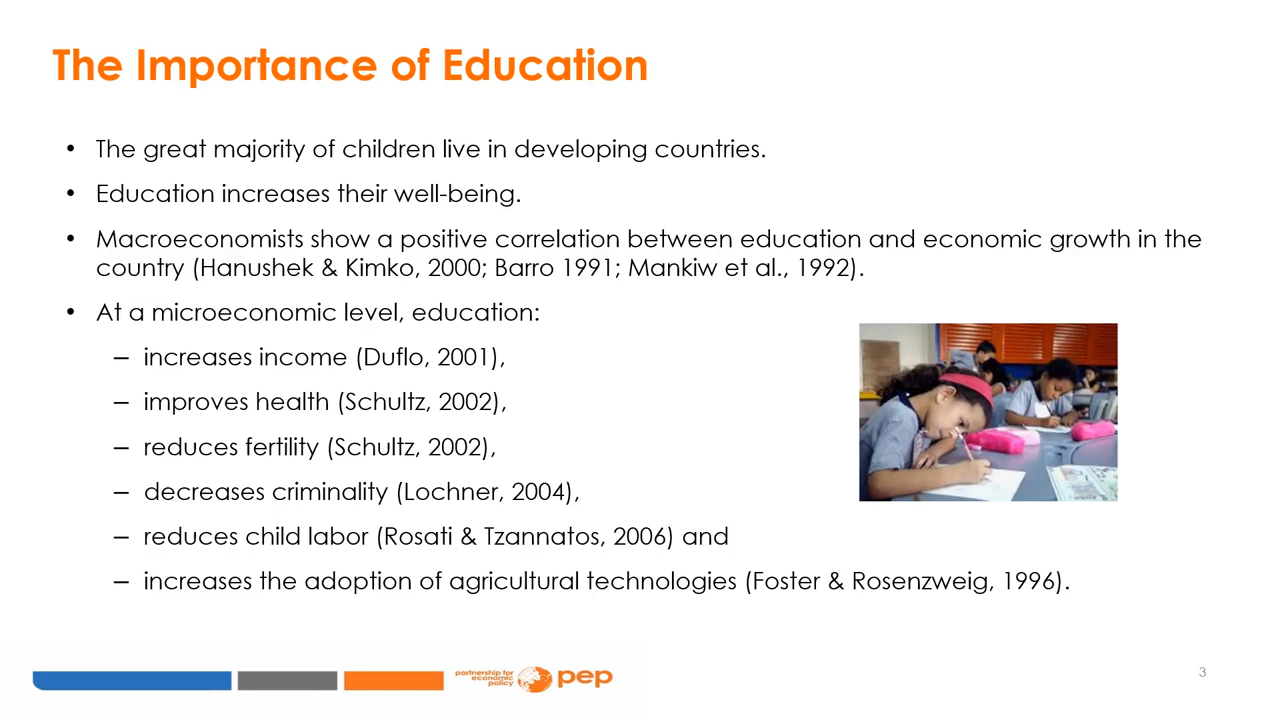 The Importance of Education
• The great majority of children live in developing countries.
• Education increases their well-being.
• Macroeconomists show a positive correlation between education and economic growth in the
country (Hanushek & Kimko, 2000; Barro 1991; Mankiw et al., 1992).
• At a microeconomic level, education:
– increases income (Duflo, 2001),
– improves health (Schultz, 2002),
– reduces fertility (Schultz, 2002),
– decreases criminality (Lochner, 2004),
– reduces child labor (Rosati & Tzannatos, 2006) and
– increases the adoption of agricultural technologies (Foster & Rosenzweig, 1996).
partnership for
economic
policy
pep
3